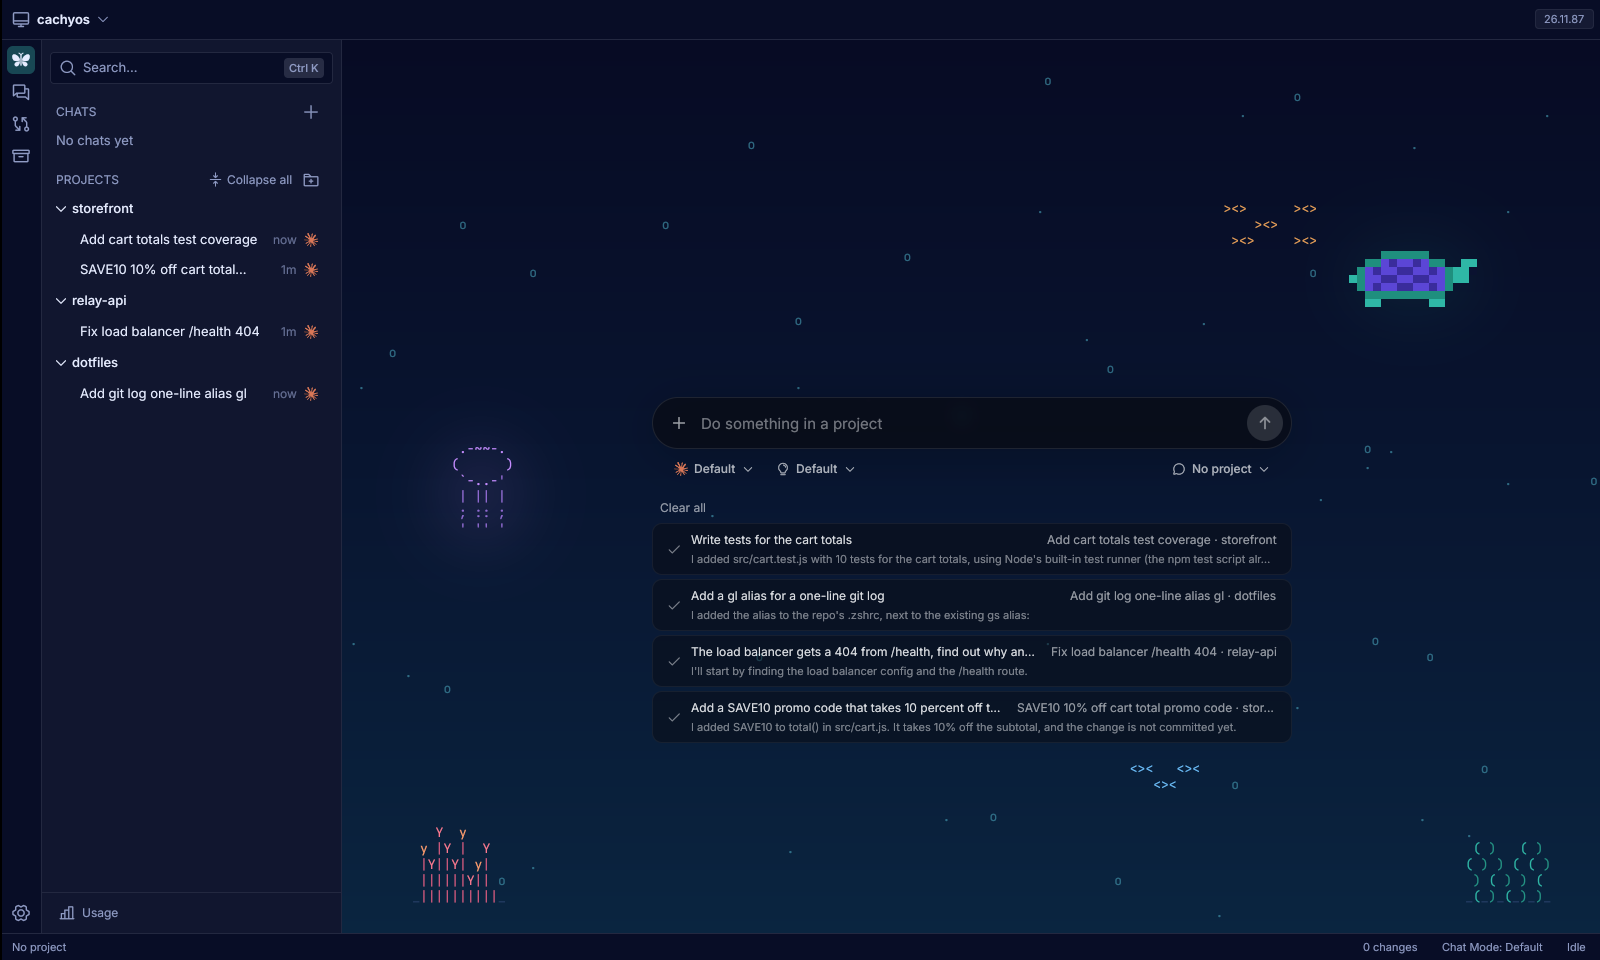 cachyos
26.11.87
Search...
Ctrl K
CHATS
No chats yet
PROJECTS
Collapse all
storefront
Add cart totals test coverage now
SAVE10 10% off cart total... 1m
relay-api
Fix load balancer /health 404 1m
dotfiles
Add git log one-line alias gl now
Usage
Do something in a project
Default
Default
No project
Clear all
Write tests for the cart totals
Add cart totals test coverage · storefront
I added src/cart.test.js with 10 tests for the cart totals, using Node's built-in test runner (the npm test script alr...
Add a gl alias for a one-line git log
Add git log one-line alias gl · dotfiles
I added the alias to the repo's .zshrc, next to the existing gs alias:
The load balancer gets a 404 from /health, find out why an...
Fix load balancer /health 404 · relay-api
I'll start by finding the load balancer config and the /health route.
Add a SAVE10 promo code that takes 10 percent off t...
SAVE10 10% off cart total promo code · stor...
I added SAVE10 to total() in src/cart.js. It takes 10% off the subtotal, and the change is not committed yet.
No project
0 changes
Chat Mode: Default
Idle